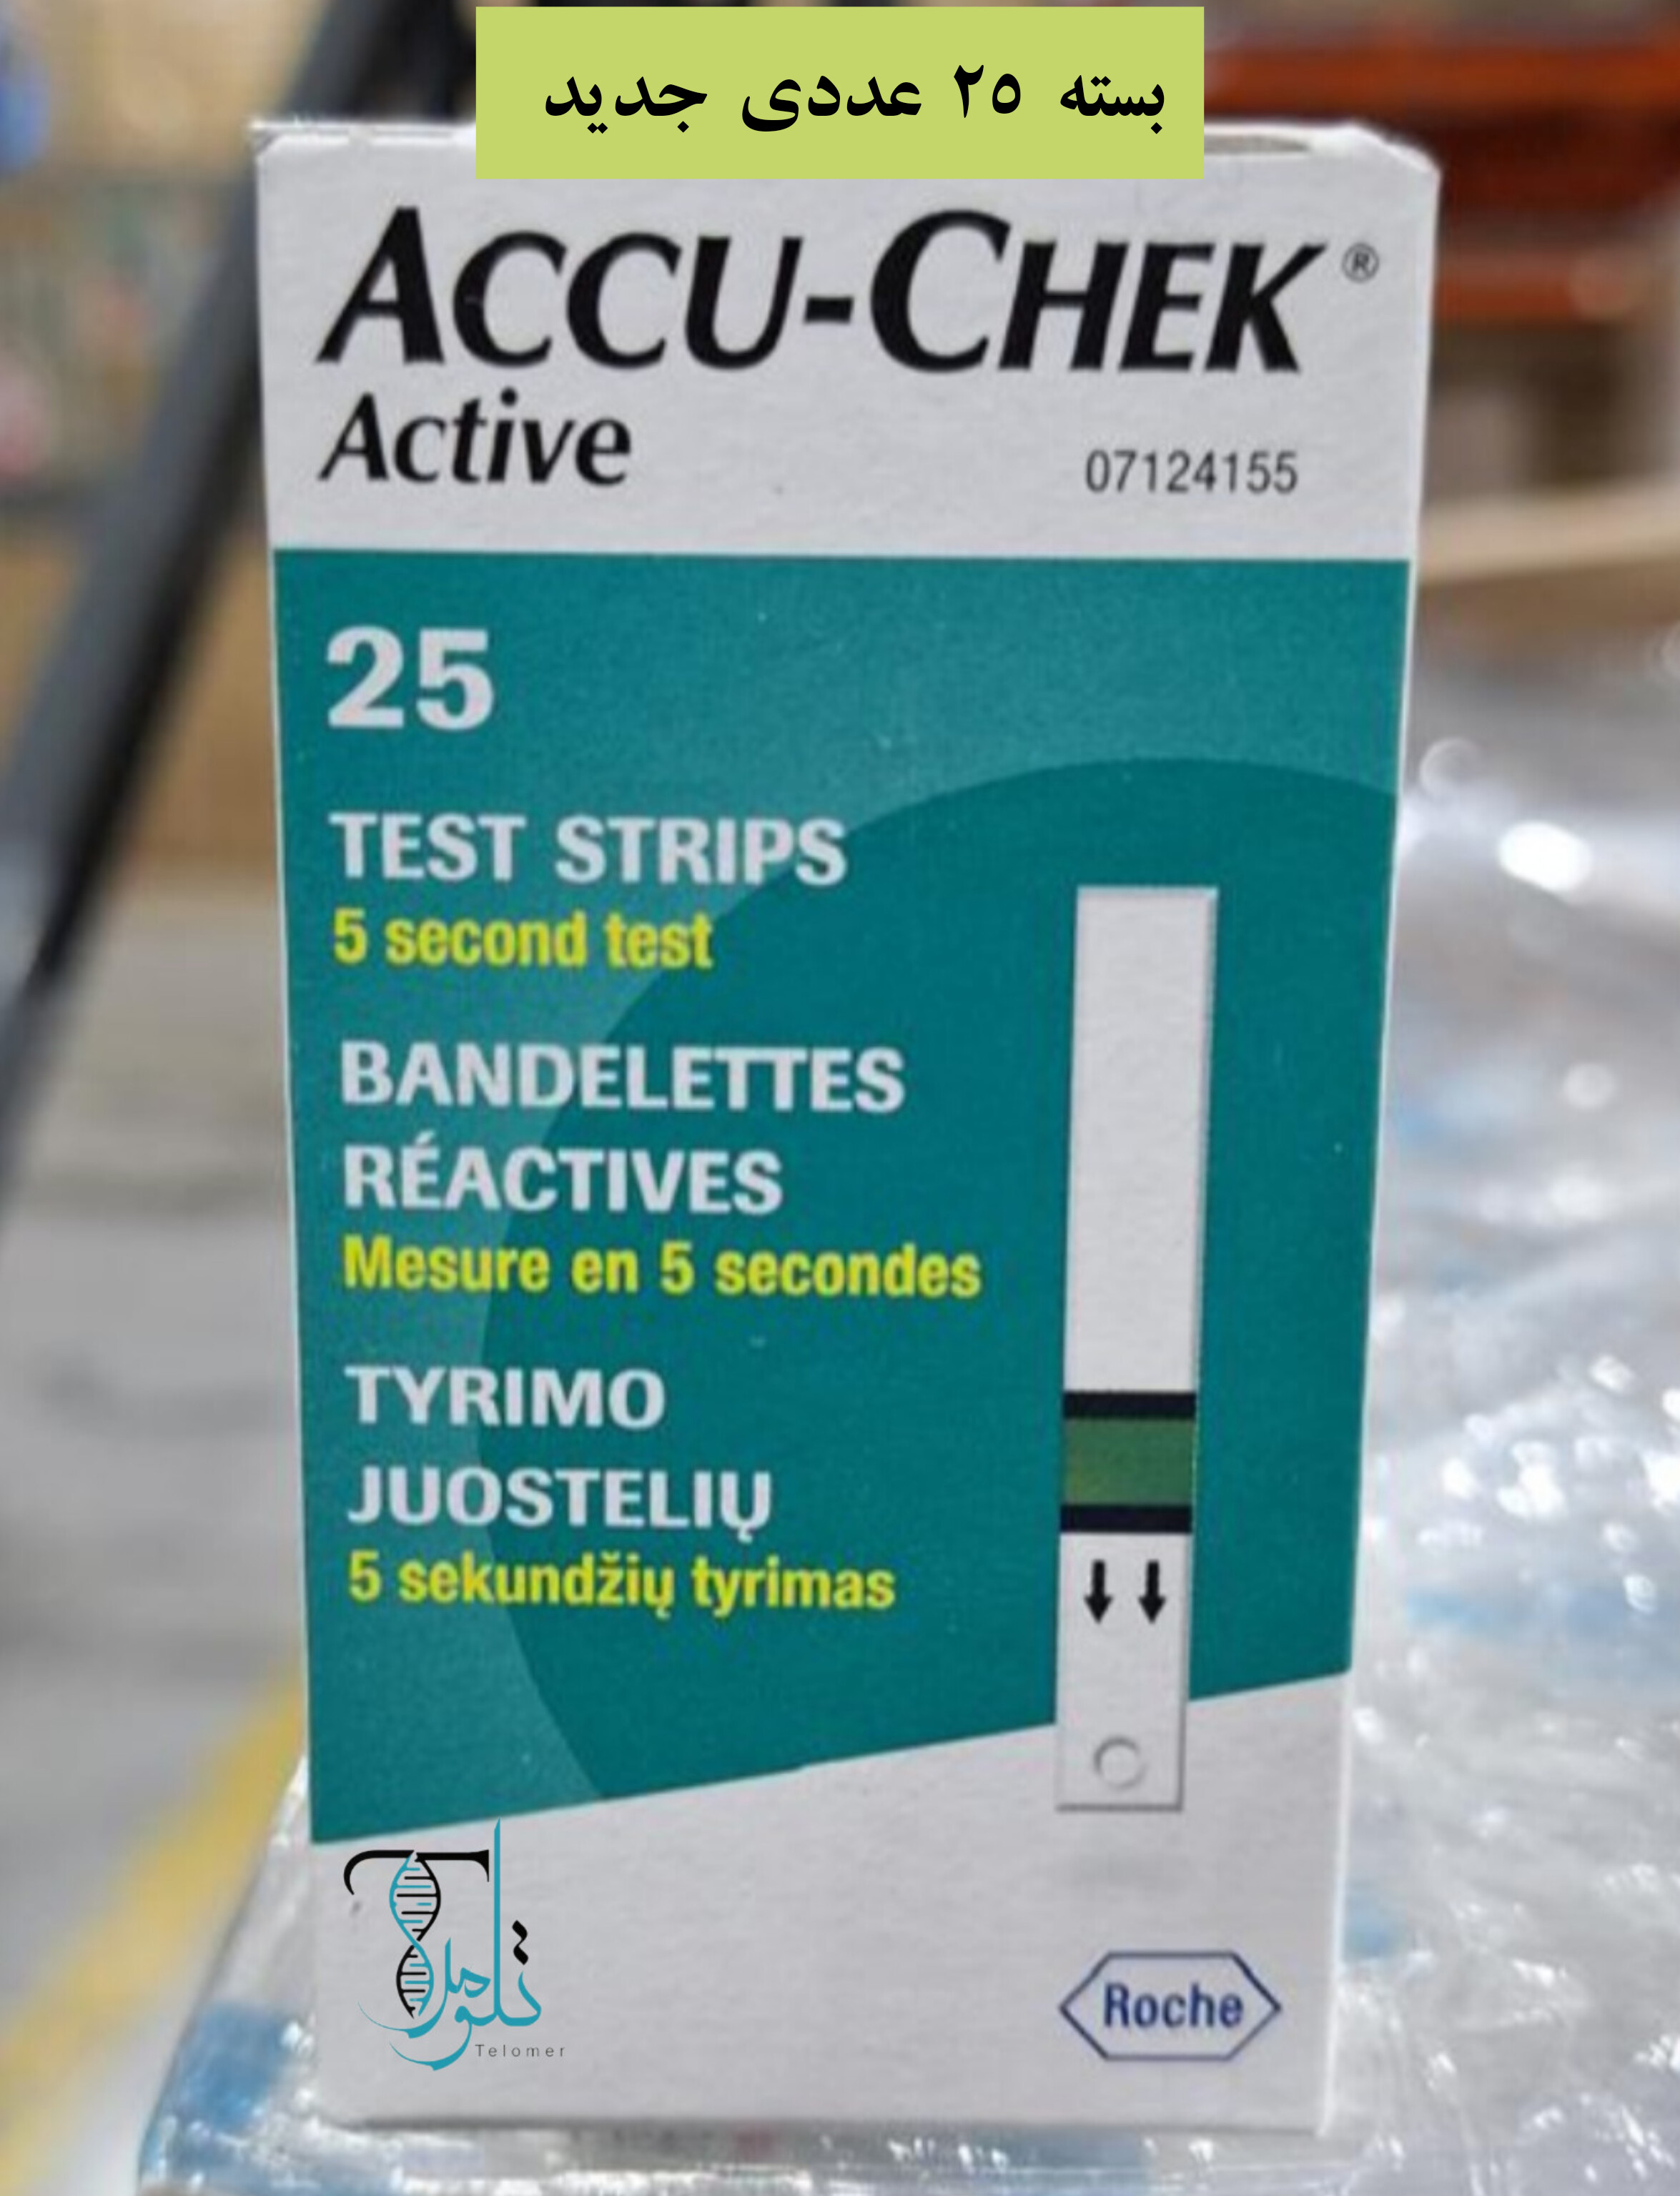 بسته ۲۵ عددی جدید
ACCU-CHEK®
Active
07124155
25
TEST STRIPS
5 second test
BANDELETTES
RÉACTIVES
Mesure en 5 secondes
TYRIMO
JUOSTELIŲ
5 sekundžių tyrimas
تلومر
Telomer
Roche